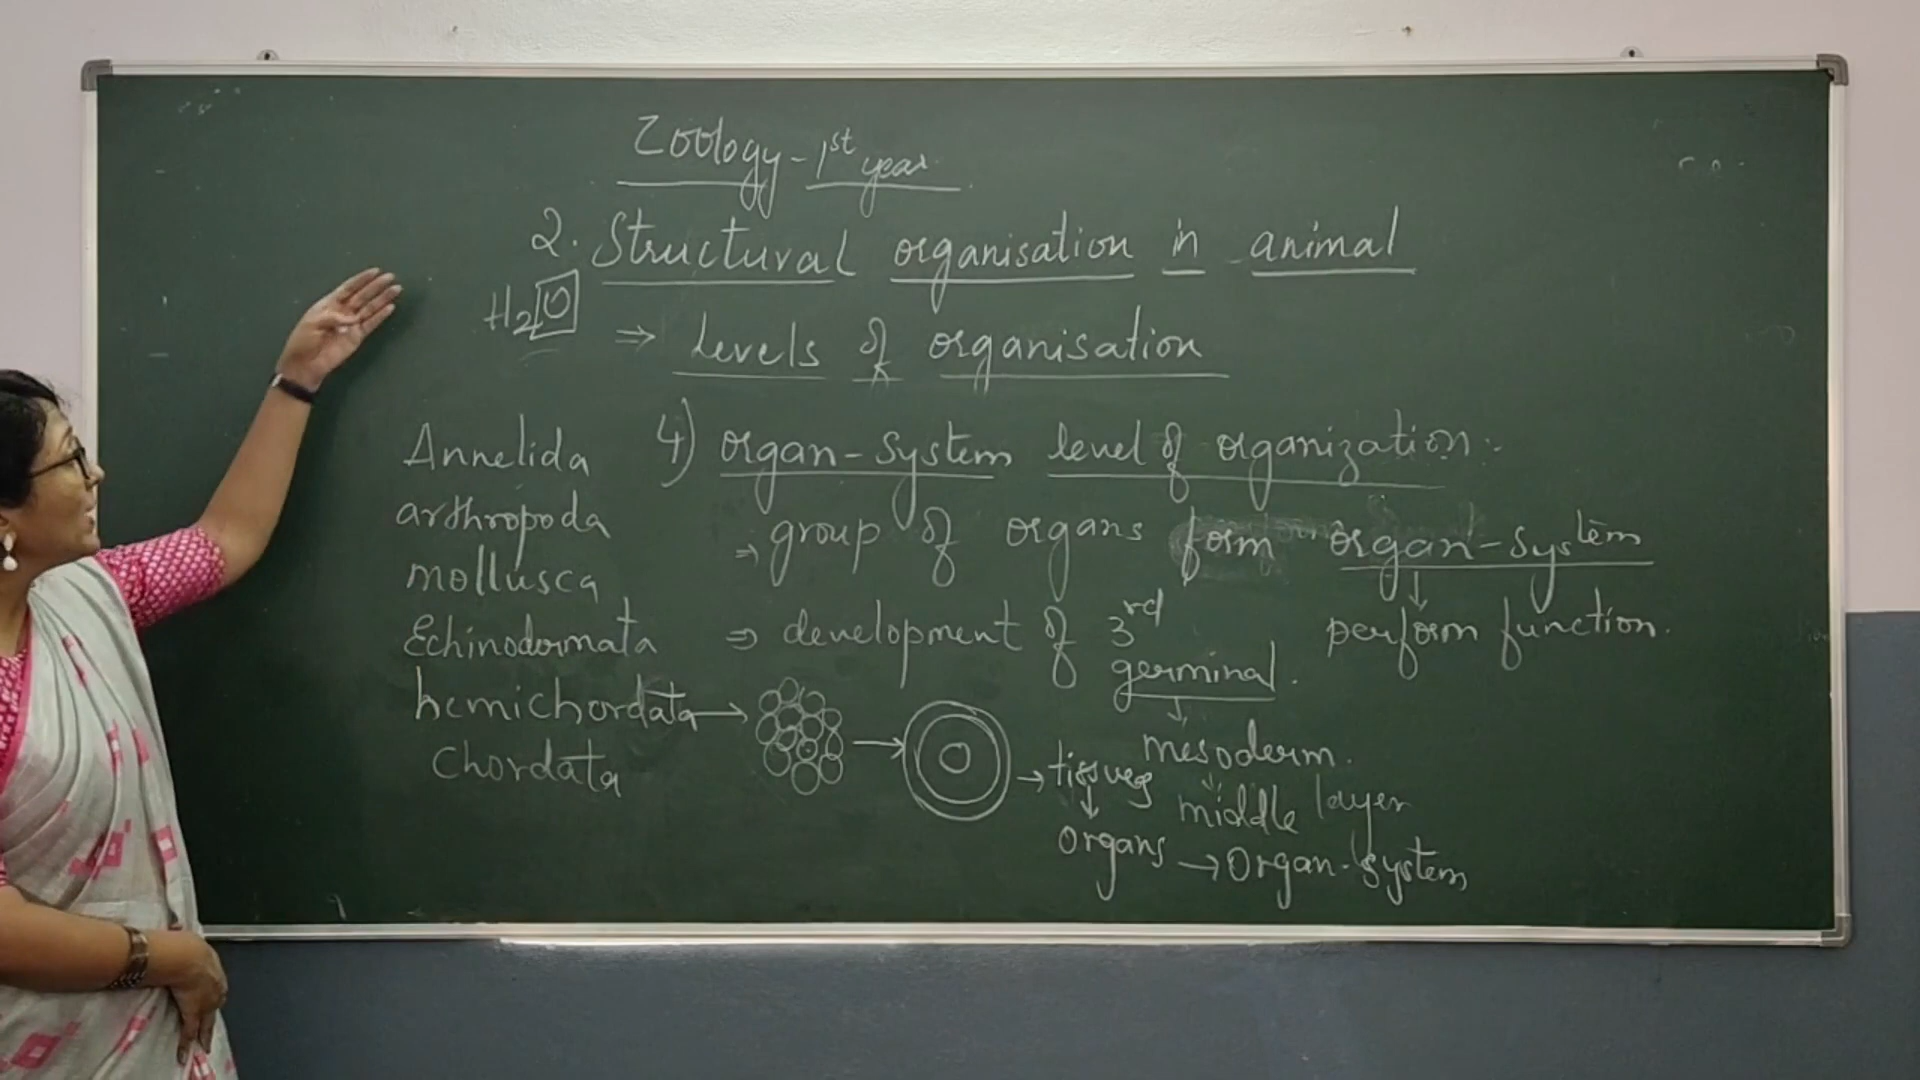 Zoology - 1st year
2. Structural organisation in animal
H2O
⇒ Levels of organisation
4) organ-system level of organization:-
⇒ group of organs form organ-system
↓
perform function.
⇒ development of 3rd
germinal.
↓
mesoderm.
↓
middle layer
Annelida
arthropoda
mollusca
Echinodormata
hemichordata →
chordata
→ → tissues
↓
organs → Organ-system